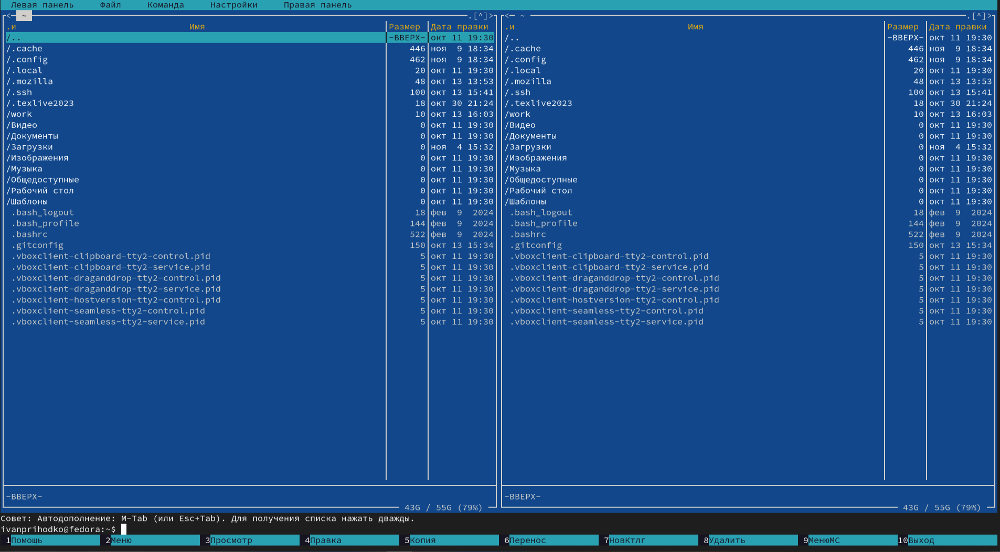 Левая панель Файл Команда Настройки Правая панель
<─ ~ .[^]> <─ ~ .[^]>
.и Имя Размер Дата правки .и Имя Размер Дата правки
/.. -ВВЕРХ- окт 11 19:30 /.. -ВВЕРХ- окт 11 19:30
/.cache 446 ноя 9 18:34 /.cache 446 ноя 9 18:34
/.config 462 ноя 9 18:34 /.config 462 ноя 9 18:34
/.local 20 окт 11 19:30 /.local 20 окт 11 19:30
/.mozilla 48 окт 13 13:53 /.mozilla 48 окт 13 13:53
/.ssh 100 окт 13 15:41 /.ssh 100 окт 13 15:41
/.texlive2023 18 окт 30 21:24 /.texlive2023 18 окт 30 21:24
/work 10 окт 13 16:03 /work 10 окт 13 16:03
/Видео 0 окт 11 19:30 /Видео 0 окт 11 19:30
/Документы 0 окт 11 19:30 /Документы 0 окт 11 19:30
/Загрузки 0 ноя 4 15:32 /Загрузки 0 ноя 4 15:32
/Изображения 0 окт 11 19:30 /Изображения 0 окт 11 19:30
/Музыка 0 окт 11 19:30 /Музыка 0 окт 11 19:30
/Общедоступные 0 окт 11 19:30 /Общедоступные 0 окт 11 19:30
/Рабочий стол 0 окт 11 19:30 /Рабочий стол 0 окт 11 19:30
/Шаблоны 0 окт 11 19:30 /Шаблоны 0 окт 11 19:30
.bash_logout 18 фев 9 2024 .bash_logout 18 фев 9 2024
.bash_profile 144 фев 9 2024 .bash_profile 144 фев 9 2024
.bashrc 522 фев 9 2024 .bashrc 522 фев 9 2024
.gitconfig 150 окт 13 15:34 .gitconfig 150 окт 13 15:34
.vboxclient-clipboard-tty2-control.pid 5 окт 11 19:30 .vboxclient-clipboard-tty2-control.pid 5 окт 11 19:30
.vboxclient-clipboard-tty2-service.pid 5 окт 11 19:30 .vboxclient-clipboard-tty2-service.pid 5 окт 11 19:30
.vboxclient-draganddrop-tty2-control.pid 5 окт 11 19:30 .vboxclient-draganddrop-tty2-control.pid 5 окт 11 19:30
.vboxclient-draganddrop-tty2-service.pid 5 окт 11 19:30 .vboxclient-draganddrop-tty2-service.pid 5 окт 11 19:30
.vboxclient-hostversion-tty2-control.pid 5 окт 11 19:30 .vboxclient-hostversion-tty2-control.pid 5 окт 11 19:30
.vboxclient-seamless-tty2-control.pid 5 окт 11 19:30 .vboxclient-seamless-tty2-control.pid 5 окт 11 19:30
.vboxclient-seamless-tty2-service.pid 5 окт 11 19:30 .vboxclient-seamless-tty2-service.pid 5 окт 11 19:30
-ВВЕРХ- -ВВЕРХ-
43G / 55G (79%) 43G / 55G (79%)
Совет: Автодополнение: M-Tab (или Esc+Tab). Для получения списка нажать дважды.
ivanprihodko@fedora:~$
1Помощь 2Меню 3Просмотр 4Правка 5Копия 6Перенос 7НовКтлг 8Удалить 9МенюMC 10Выход